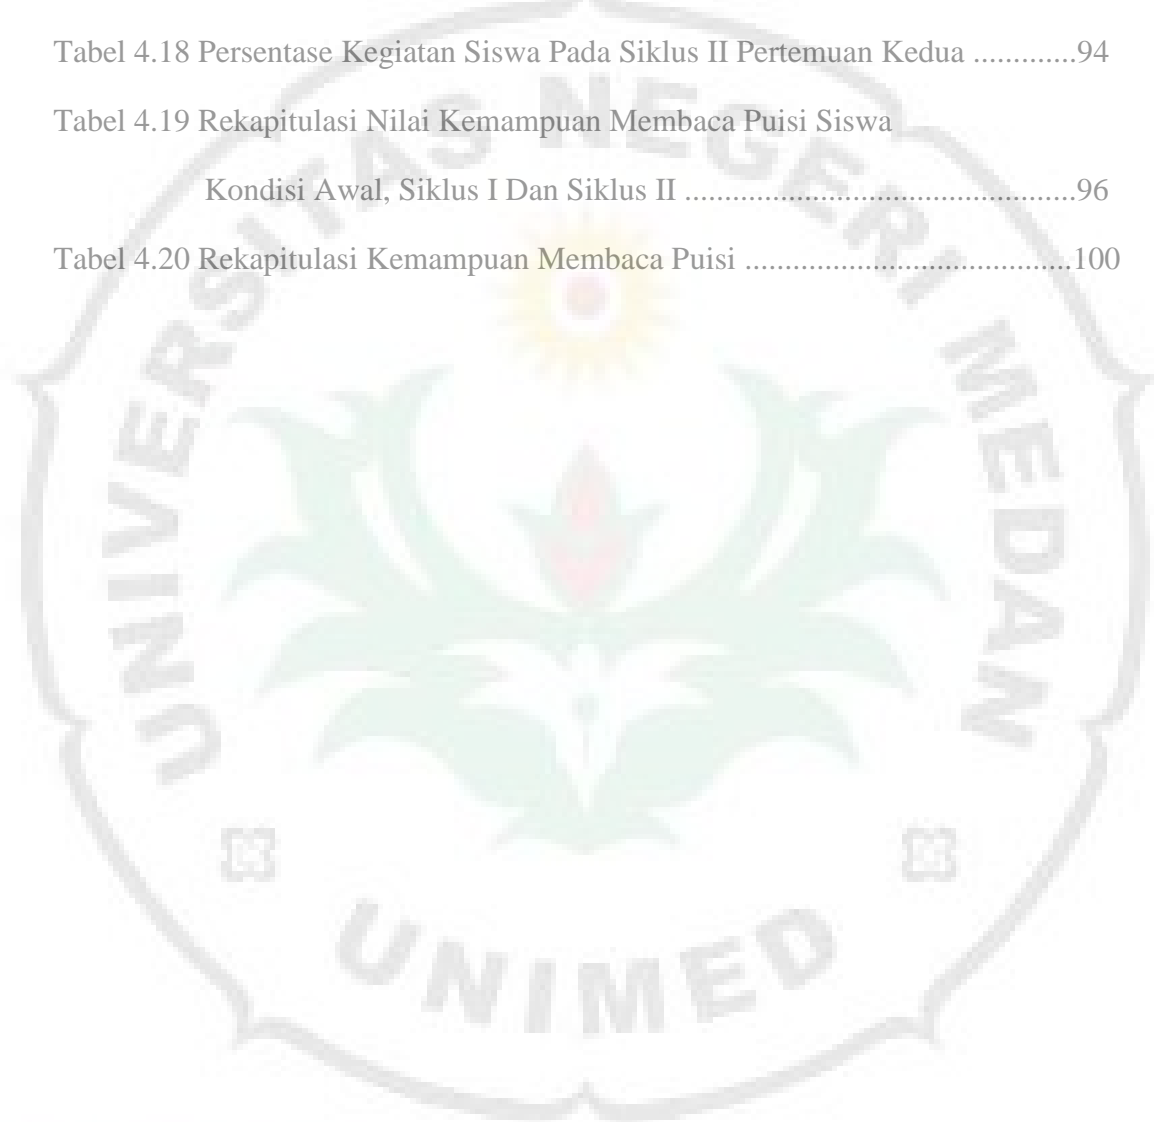 Tabel 4.18 Persentase Kegiatan Siswa Pada Siklus II Pertemuan Kedua .............94
Tabel 4.19 Rekapitulasi Nilai Kemampuan Membaca Puisi Siswa
Kondisi Awal, Siklus I Dan Siklus II .................................................96
Tabel 4.20 Rekapitulasi Kemampuan Membaca Puisi .........................................100
UNIVERSITAS NEGERI MEDAN
UNIMED